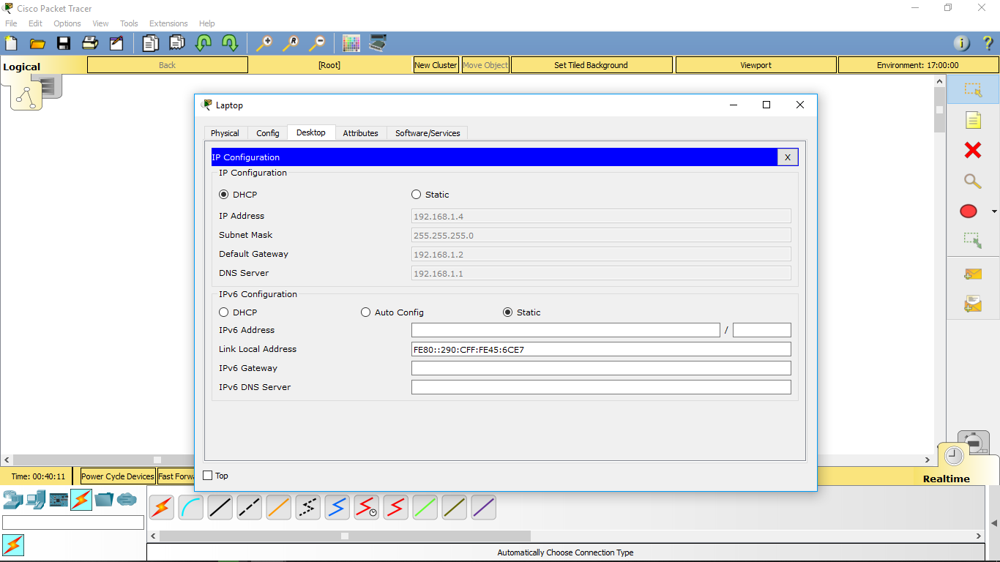 Cisco Packet Tracer
File Edit Options View Tools Extensions Help
Logical Back [Root] New Cluster Move Object Set Tiled Background Viewport Environment: 17:00:00
Laptop
Physical Config Desktop Attributes Software/Services
IP Configuration X
IP Configuration
DHCP Static
IP Address 192.168.1.4
Subnet Mask 255.255.255.0
Default Gateway 192.168.1.2
DNS Server 192.168.1.1
IPv6 Configuration
DHCP Auto Config Static
IPv6 Address /
Link Local Address FE80::290:CFF:FE45:6CE7
IPv6 Gateway
IPv6 DNS Server
Top
Time: 00:40:11 Power Cycle Devices Fast Forwa
Realtime
Automatically Choose Connection Type